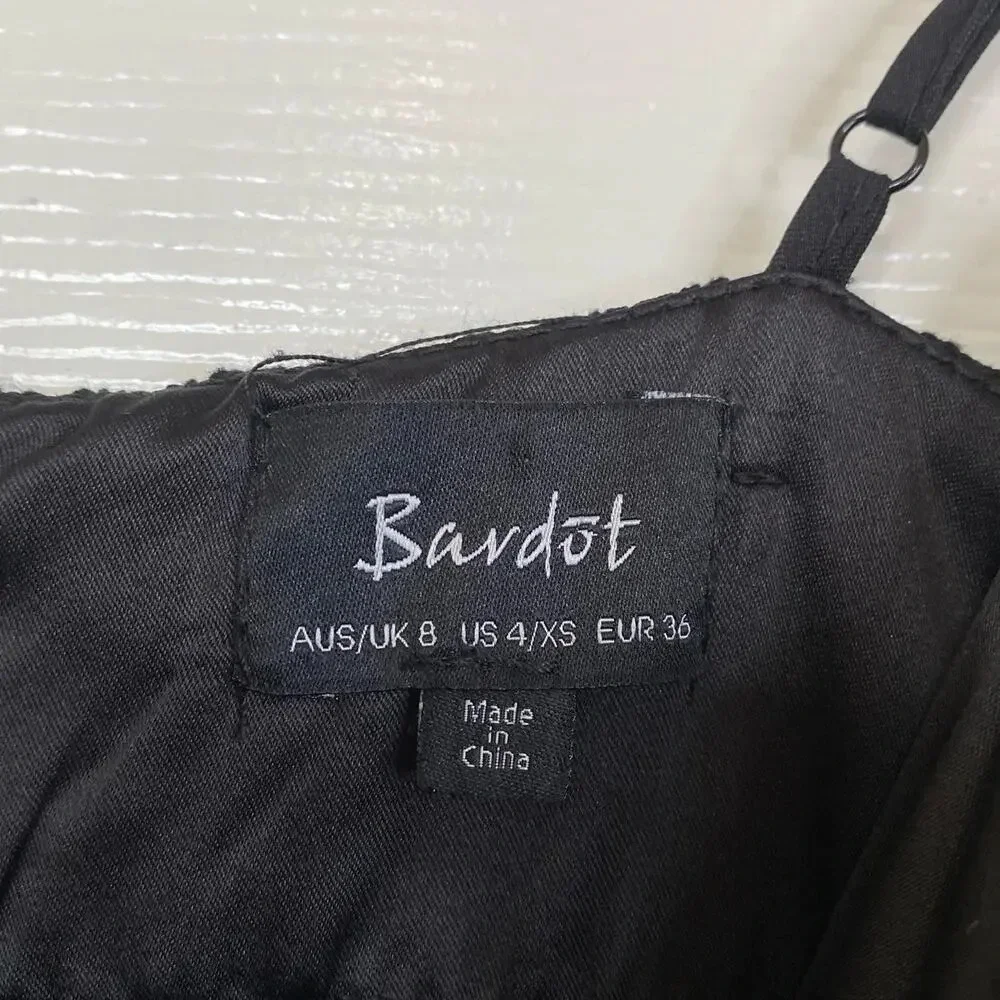 Bardōt
AUS/UK 8 US 4/XS EUR 36
Made
in
China